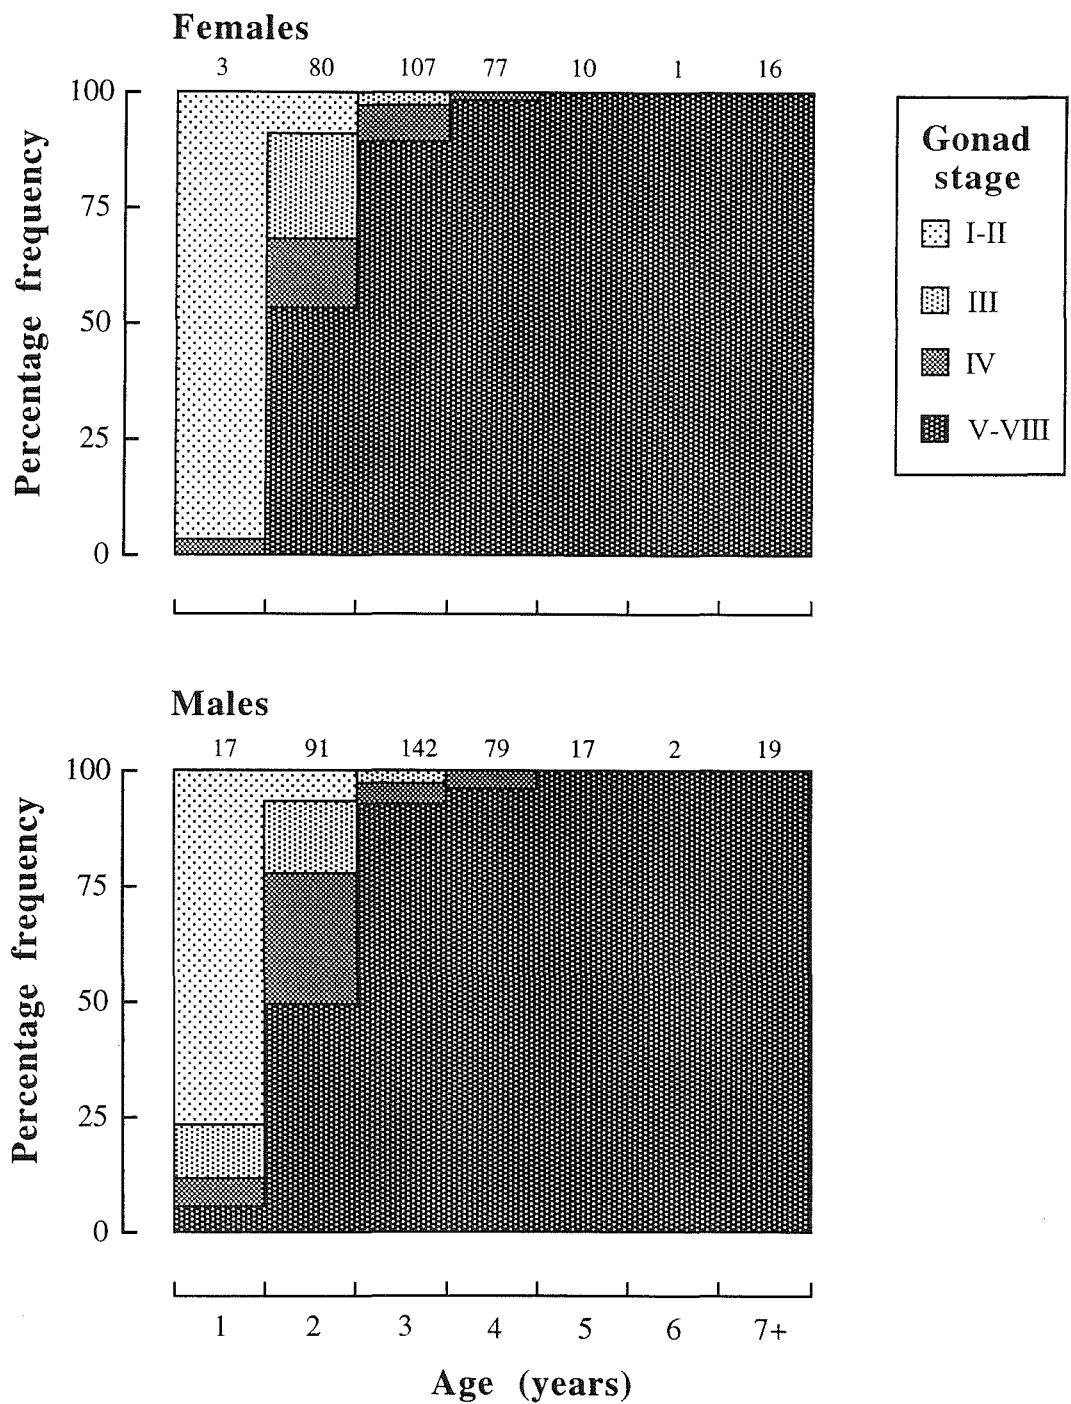 Females
3 80 107 77 10 1 16
100
75
50
25
0
Percentage frequency
Gonad
stage
I-II
III
IV
V-VIII
Males
17 91 142 79 17 2 19
100
75
50
25
0
Percentage frequency
1 2 3 4 5 6 7+
Age (years)